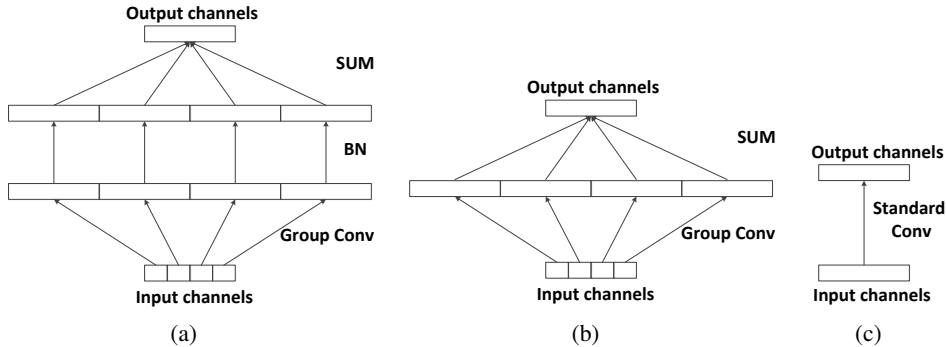 Output channels
SUM
BN
Group Conv
Input channels
(a)
Output channels
SUM
Group Conv
Input channels
(b)
Output channels
Standard
Conv
Input channels
(c)